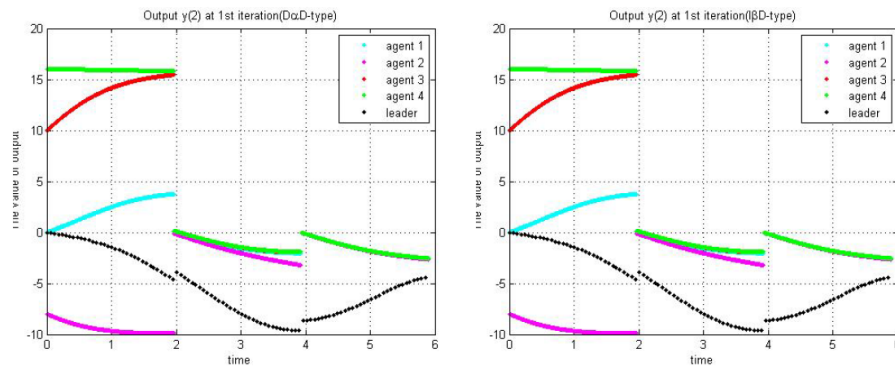 Output y(2) at 1st iteration(DαD-type)
20
15
10
5
0
-5
-10
0 1 2 3 4 5 6
time
agent 1
agent 2
agent 3
agent 4
leader
Output y(2) at 1st iteration(IβD-type)
20
15
10
5
0
-5
-10
0 1 2 3 4 5
time
agent 1
agent 2
agent 3
agent 4
leader